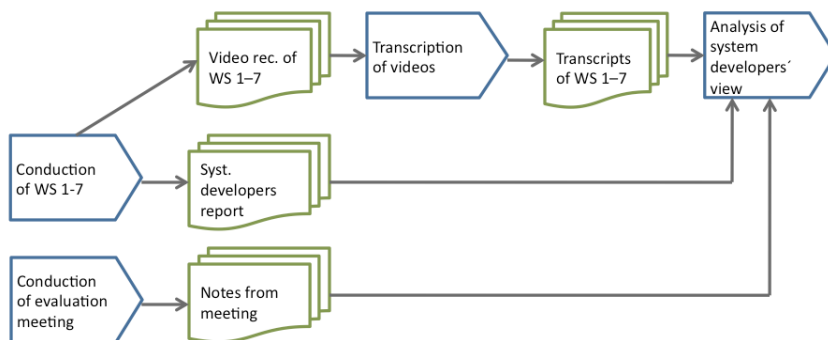 Video rec. of
WS 1–7
Transcription
of videos
Transcripts
of WS 1–7
Analysis of
system
developers´
view
Conduction
of WS 1-7
Syst.
developers
report
Conduction
of evaluation
meeting
Notes from
meeting